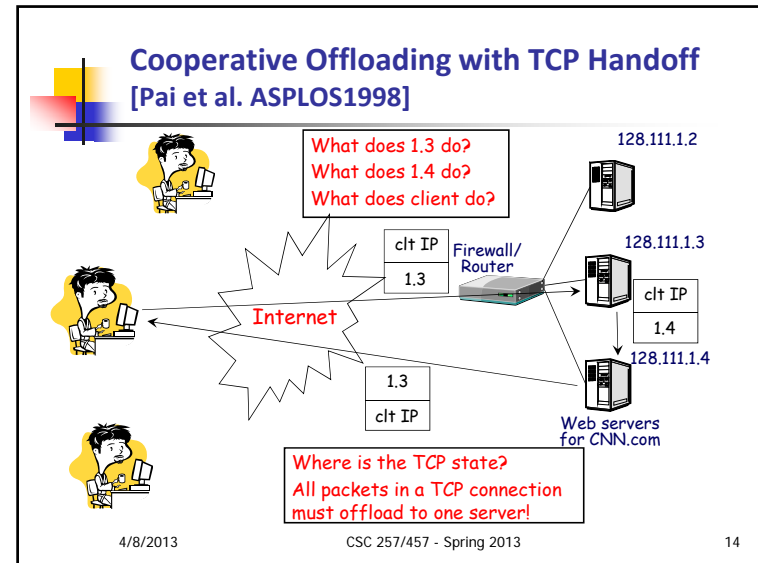 Cooperative Offloading with TCP Handoff
[Pai et al. ASPLOS1998]
What does 1.3 do?
What does 1.4 do?
What does client do?
128.111.1.2
clt IP
1.3
Firewall/
Router
128.111.1.3
clt IP
1.4
Internet
128.111.1.4
1.3
clt IP
Web servers
for CNN.com
Where is the TCP state?
All packets in a TCP connection
must offload to one server!
4/8/2013
CSC 257/457 - Spring 2013
14